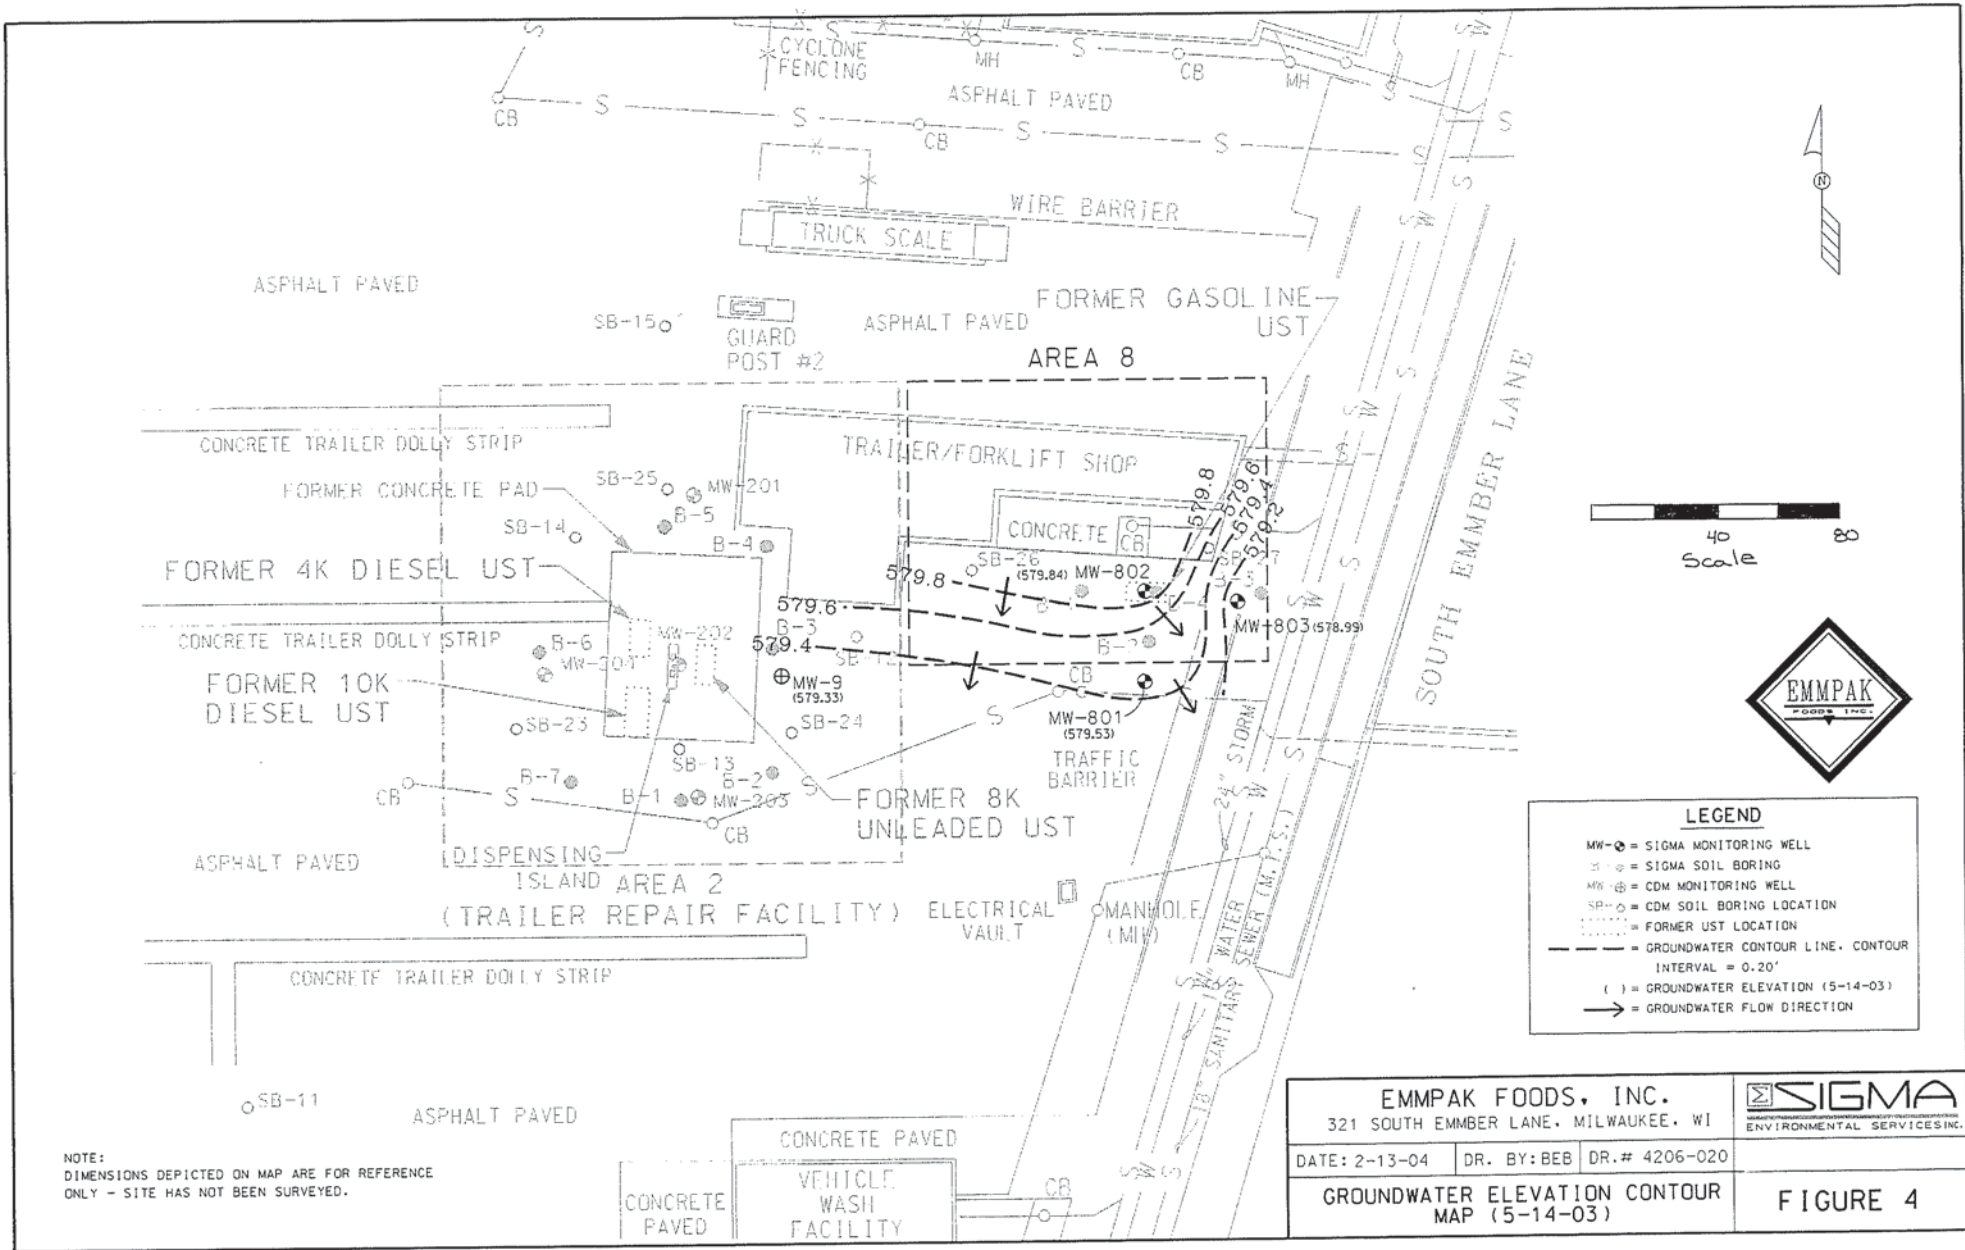 CYCLONE
FENCING
S
MH
S
CB
MH
S
W
S
CB
S
S
ASPHALT PAVED
CB
S
S
S
S
S
WIRE BARRIER
TRUCK SCALE
S
W
S
N
ASPHALT PAVED
SB-15
GUARD
POST #2
ASPHALT PAVED
FORMER GASOLINE
UST
AREA 8
S
S
W
SOUTH EMMBER LANE
CONCRETE TRAILER DOLLY STRIP
TRAILER/FORKLIFT SHOP
FORMER CONCRETE PAD
SB-25
MW-201
B-5
SB-14
B-4
CONCRETE
CB
579.8
579.6
579.4
579.2
40
80
Scale
FORMER 4K DIESEL UST
579.8
SB-26
(579.84) MW-802
579.6
B-3
579.4
CONCRETE TRAILER DOLLY STRIP
B-6
MW-202
MW-204
MW-803 (578.99)
MW-9
(579.33)
FORMER 10K
DIESEL UST
SB-23
SB-24
CB
S
MW-801
(579.53)
TRAFFIC
BARRIER
EMMPAK
FOODS INC.
SB-13
B-2
B-7
CB
S
B-1
MW-203
CB
S
FORMER 8K
UNLEADED UST
24" STORM
ASPHALT PAVED
DISPENSING
ISLAND
AREA 2
(TRAILER REPAIR FACILITY)
ELECTRICAL
VAULT
MANHOLE
(MH)
WATER
18" SANITARY SEWER (M.I.S.)
CONCRETE TRAILER DOLLY STRIP
LEGEND
MW- = SIGMA MONITORING WELL
= SIGMA SOIL BORING
MW- = CDM MONITORING WELL
SB- = CDM SOIL BORING LOCATION
= FORMER UST LOCATION
= GROUNDWATER CONTOUR LINE. CONTOUR
INTERVAL = 0.20'
( ) = GROUNDWATER ELEVATION (5-14-03)
= GROUNDWATER FLOW DIRECTION
SB-11
ASPHALT PAVED
CONCRETE PAVED
CONCRETE
PAVED
VEHICLE
WASH
FACILITY
CB
S
W
S
NOTE:
DIMENSIONS DEPICTED ON MAP ARE FOR REFERENCE
ONLY - SITE HAS NOT BEEN SURVEYED.
EMMPAK FOODS, INC.
321 SOUTH EMMBER LANE. MILWAUKEE. WI
SIGMA
ENVIRONMENTAL SERVICES INC.
DATE: 2-13-04
DR. BY: BEB
DR.# 4206-020
GROUNDWATER ELEVATION CONTOUR
MAP (5-14-03)
FIGURE 4